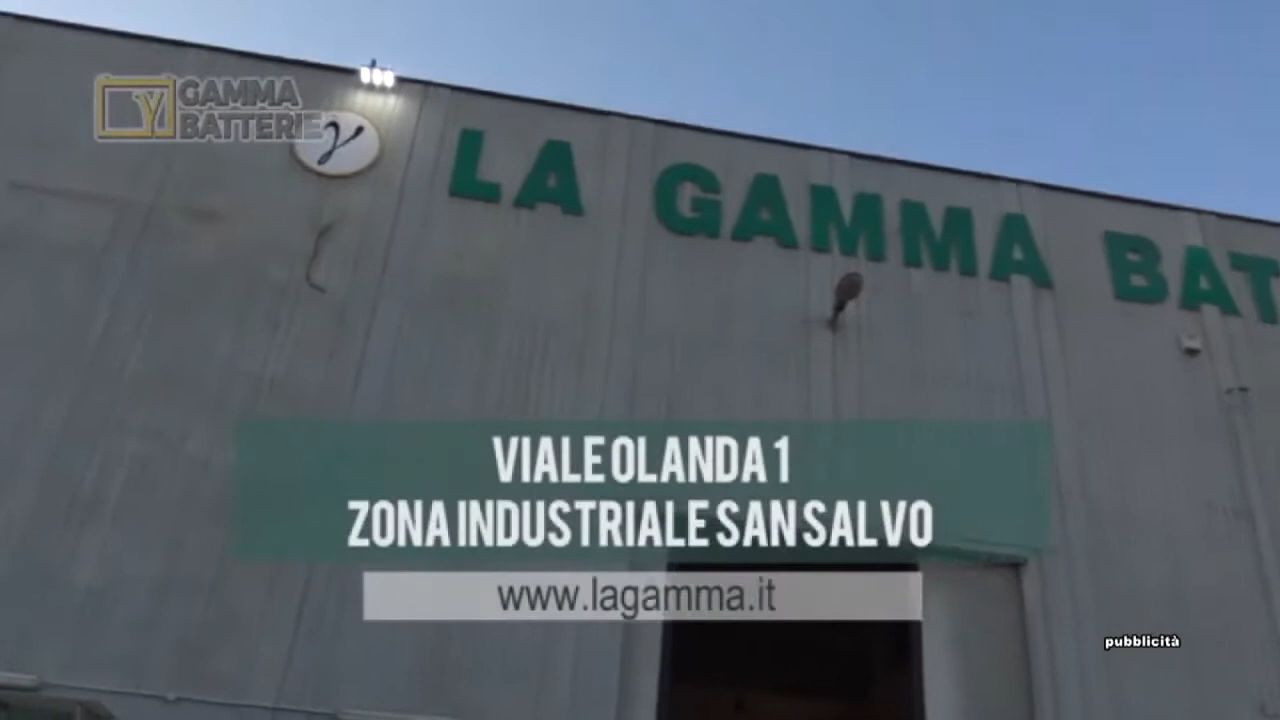 GAMMA
BATTERIE
γ
LA GAMMA BAT
VIALE OLANDA 1
ZONA INDUSTRIALE SAN SALVO
www.lagamma.it
pubblicità